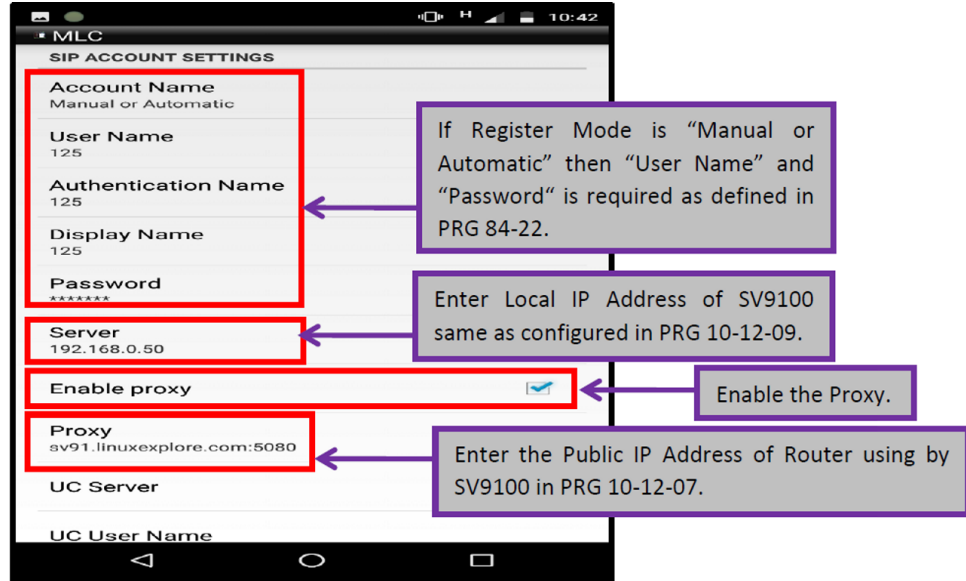 H 10:42
MLC
SIP ACCOUNT SETTINGS
Account Name
Manual or Automatic
User Name
125
Authentication Name
125
Display Name
125
Password
*******
Server
192.168.0.50
Enable proxy
Proxy
sv91.linuxexplore.com:5080
UC Server
UC User Name
If Register Mode is “Manual or
Automatic” then “User Name” and
“Password“ is required as defined in
PRG 84-22.
Enter Local IP Address of SV9100
same as configured in PRG 10-12-09.
Enable the Proxy.
Enter the Public IP Address of Router using by
SV9100 in PRG 10-12-07.